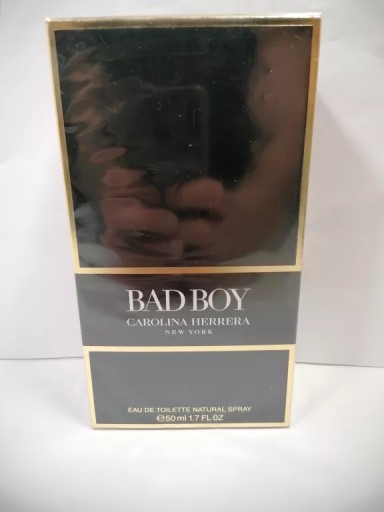 BAD BOY
CAROLINA HERRERA
NEW YORK
EAU DE TOILETTE NATURAL SPRAY
℮50 ml 1.7 FL OZ